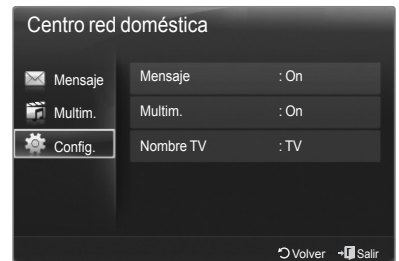 Centro red doméstica
Mensaje
Multim.
Config.
Mensaje : On
Multim. : On
Nombre TV : TV
Volver Salir